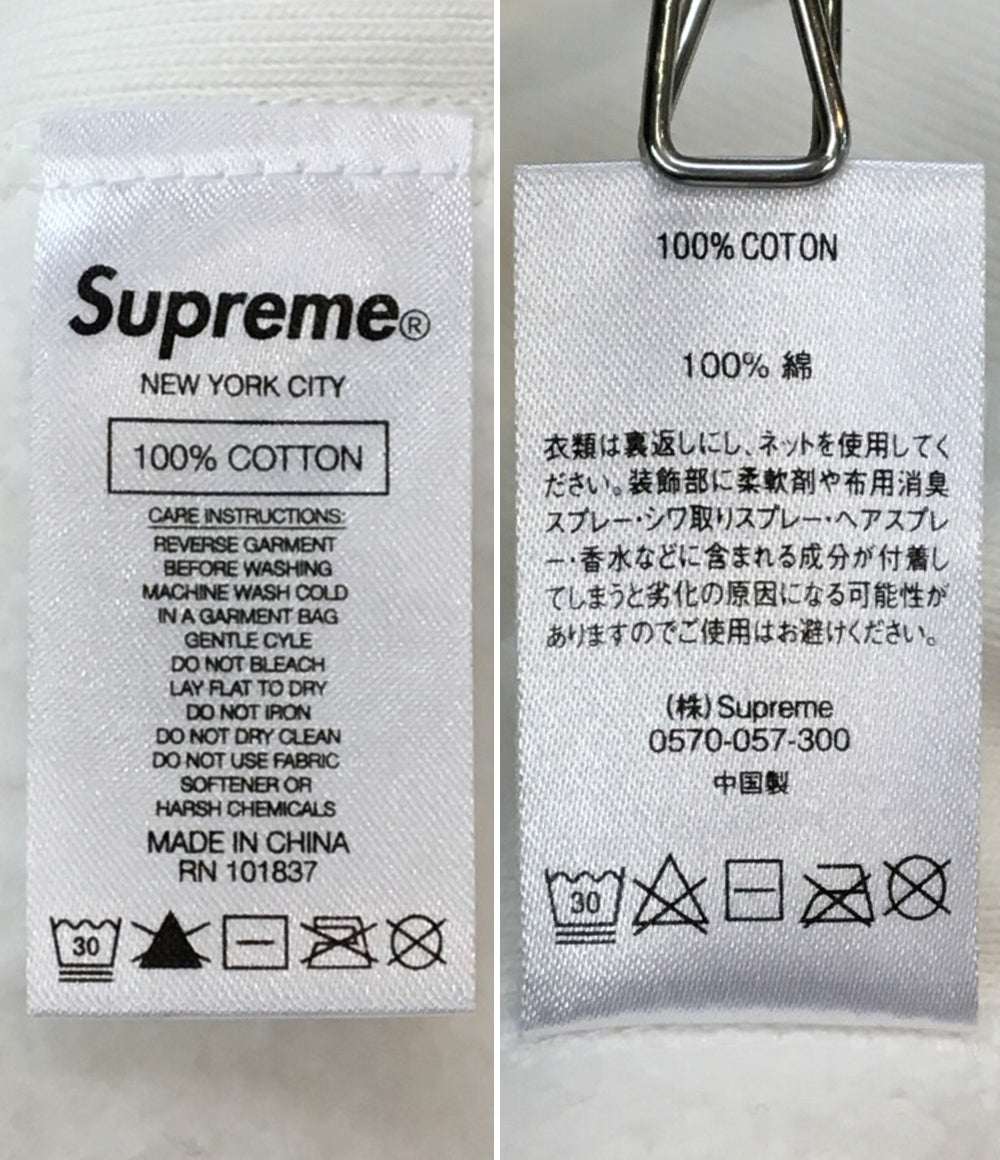 Supreme®
NEW YORK CITY
100% COTTON
CARE INSTRUCTIONS:
REVERSE GARMENT
BEFORE WASHING
MACHINE WASH COLD
IN A GARMENT BAG
GENTLE CYLE
DO NOT BLEACH
LAY FLAT TO DRY
DO NOT IRON
DO NOT DRY CLEAN
DO NOT USE FABRIC
SOFTENER OR
HARSH CHEMICALS
MADE IN CHINA
RN 101837
30
100% COTON
100% 綿
衣類は裏返しにし、ネットを使用してく
ださい。装飾部に柔軟剤や布用消臭
スプレー・シワ取りスプレー・ヘアスプレ
ー・香水などに含まれる成分が付着し
てしまうと劣化の原因になる可能性が
ありますのでご使用はお避けください。
(株)Supreme
0570-057-300
中国製
30